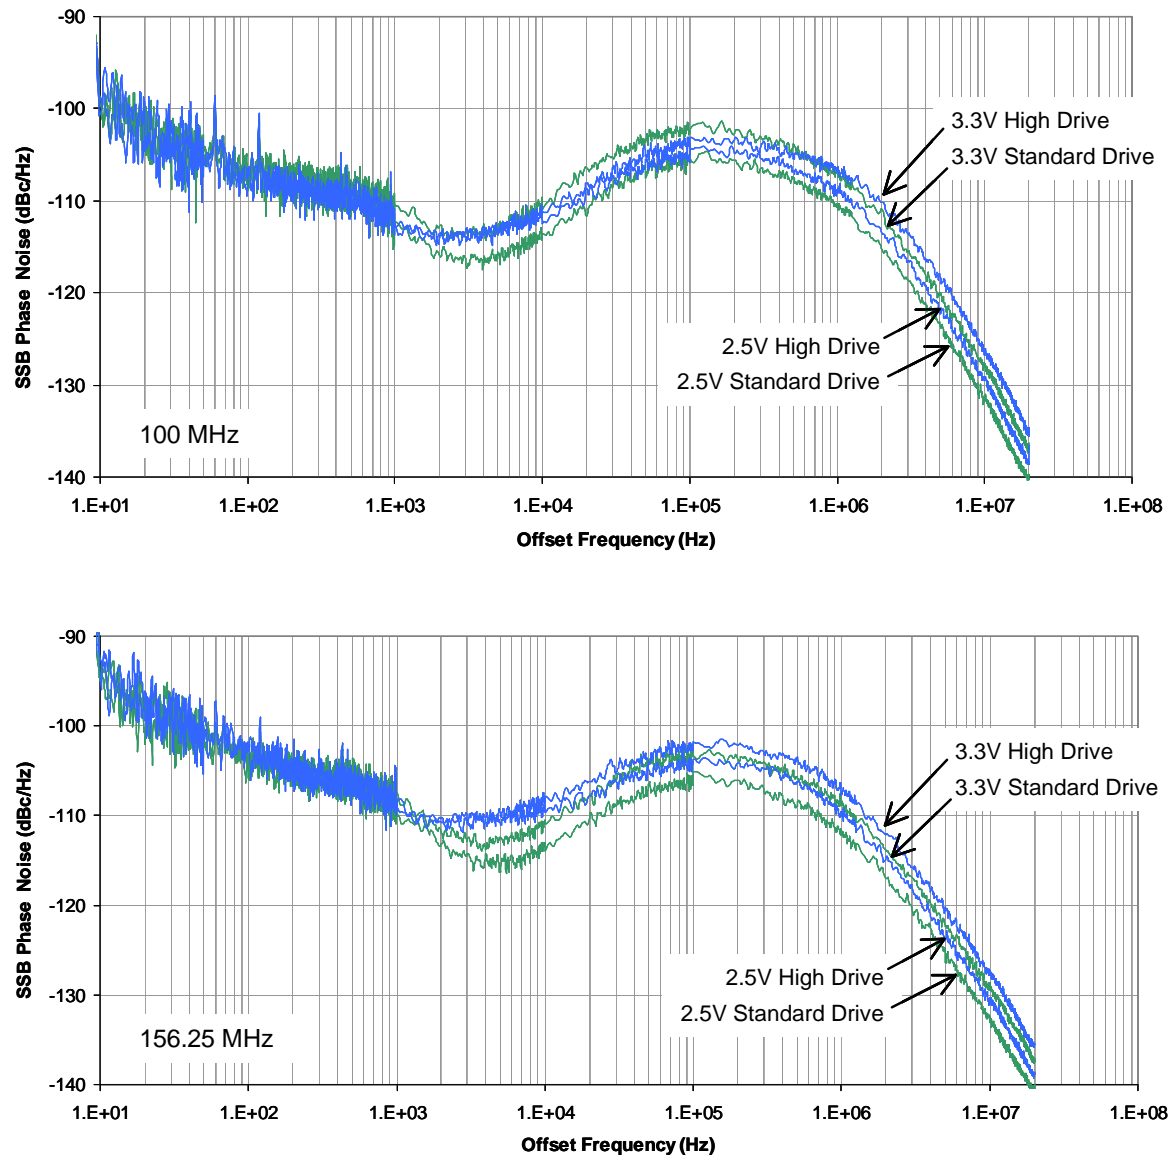 -90
-100
-110
-120
-130
-140
SSB Phase Noise (dBc/Hz)
3.3V High Drive
3.3V Standard Drive
2.5V High Drive
2.5V Standard Drive
100 MHz
1.E+01 1.E+02 1.E+03 1.E+04 1.E+05 1.E+06 1.E+07 1.E+08
Offset Frequency (Hz)
-90
-100
-110
-120
-130
-140
SSB Phase Noise (dBc/Hz)
3.3V High Drive
3.3V Standard Drive
2.5V High Drive
2.5V Standard Drive
156.25 MHz
1.E+01 1.E+02 1.E+03 1.E+04 1.E+05 1.E+06 1.E+07 1.E+08
Offset Frequency (Hz)